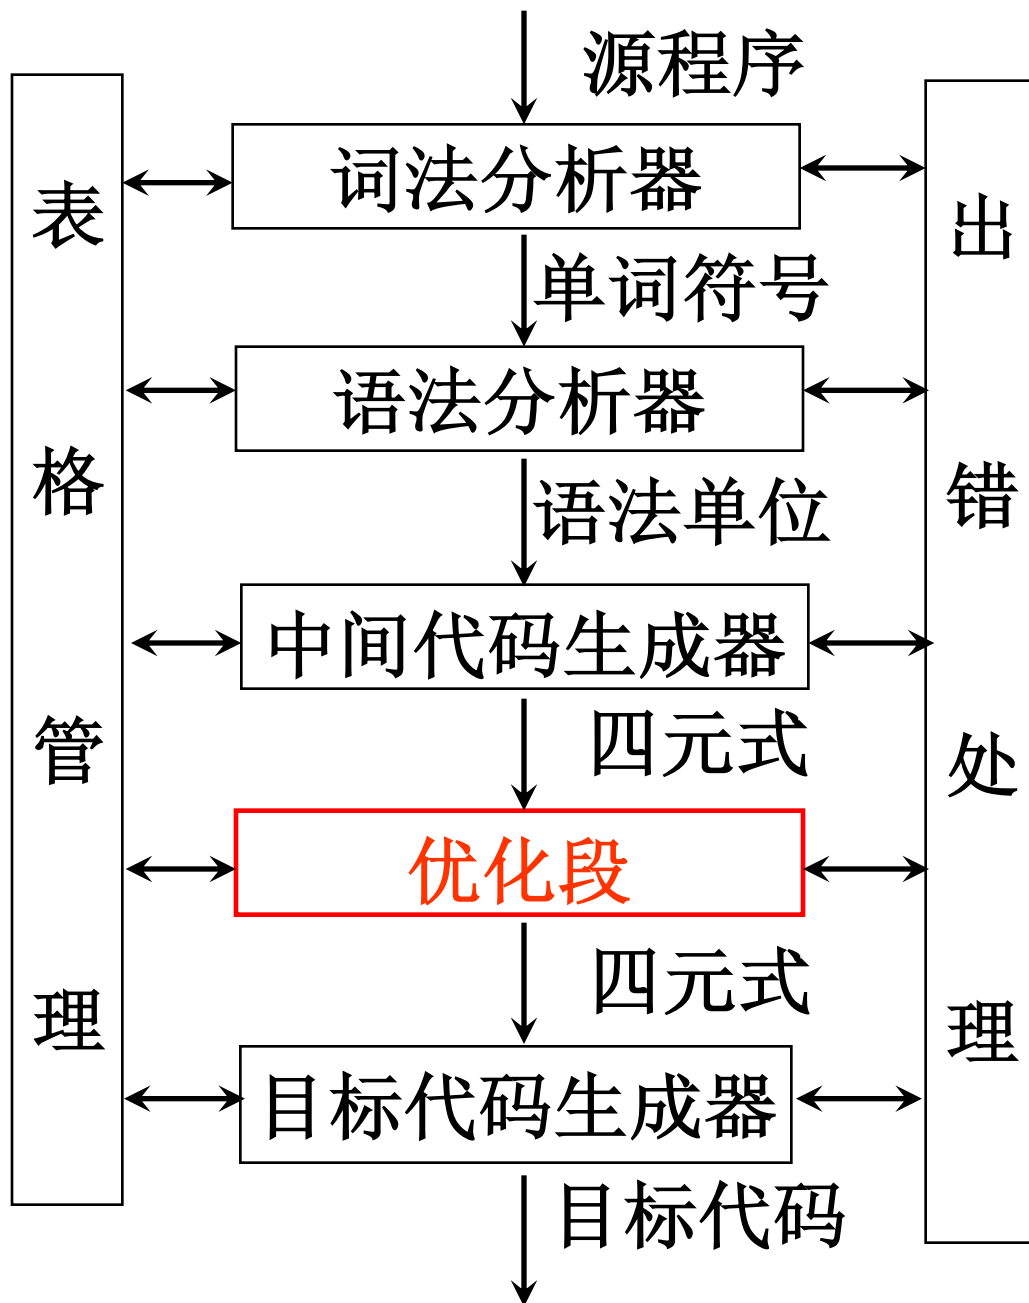 源程序
词法分析器
单词符号
语法分析器
语法单位
中间代码生成器
四元式
优化段
四元式
目标代码生成器
目标代码
表格管理
出错处理